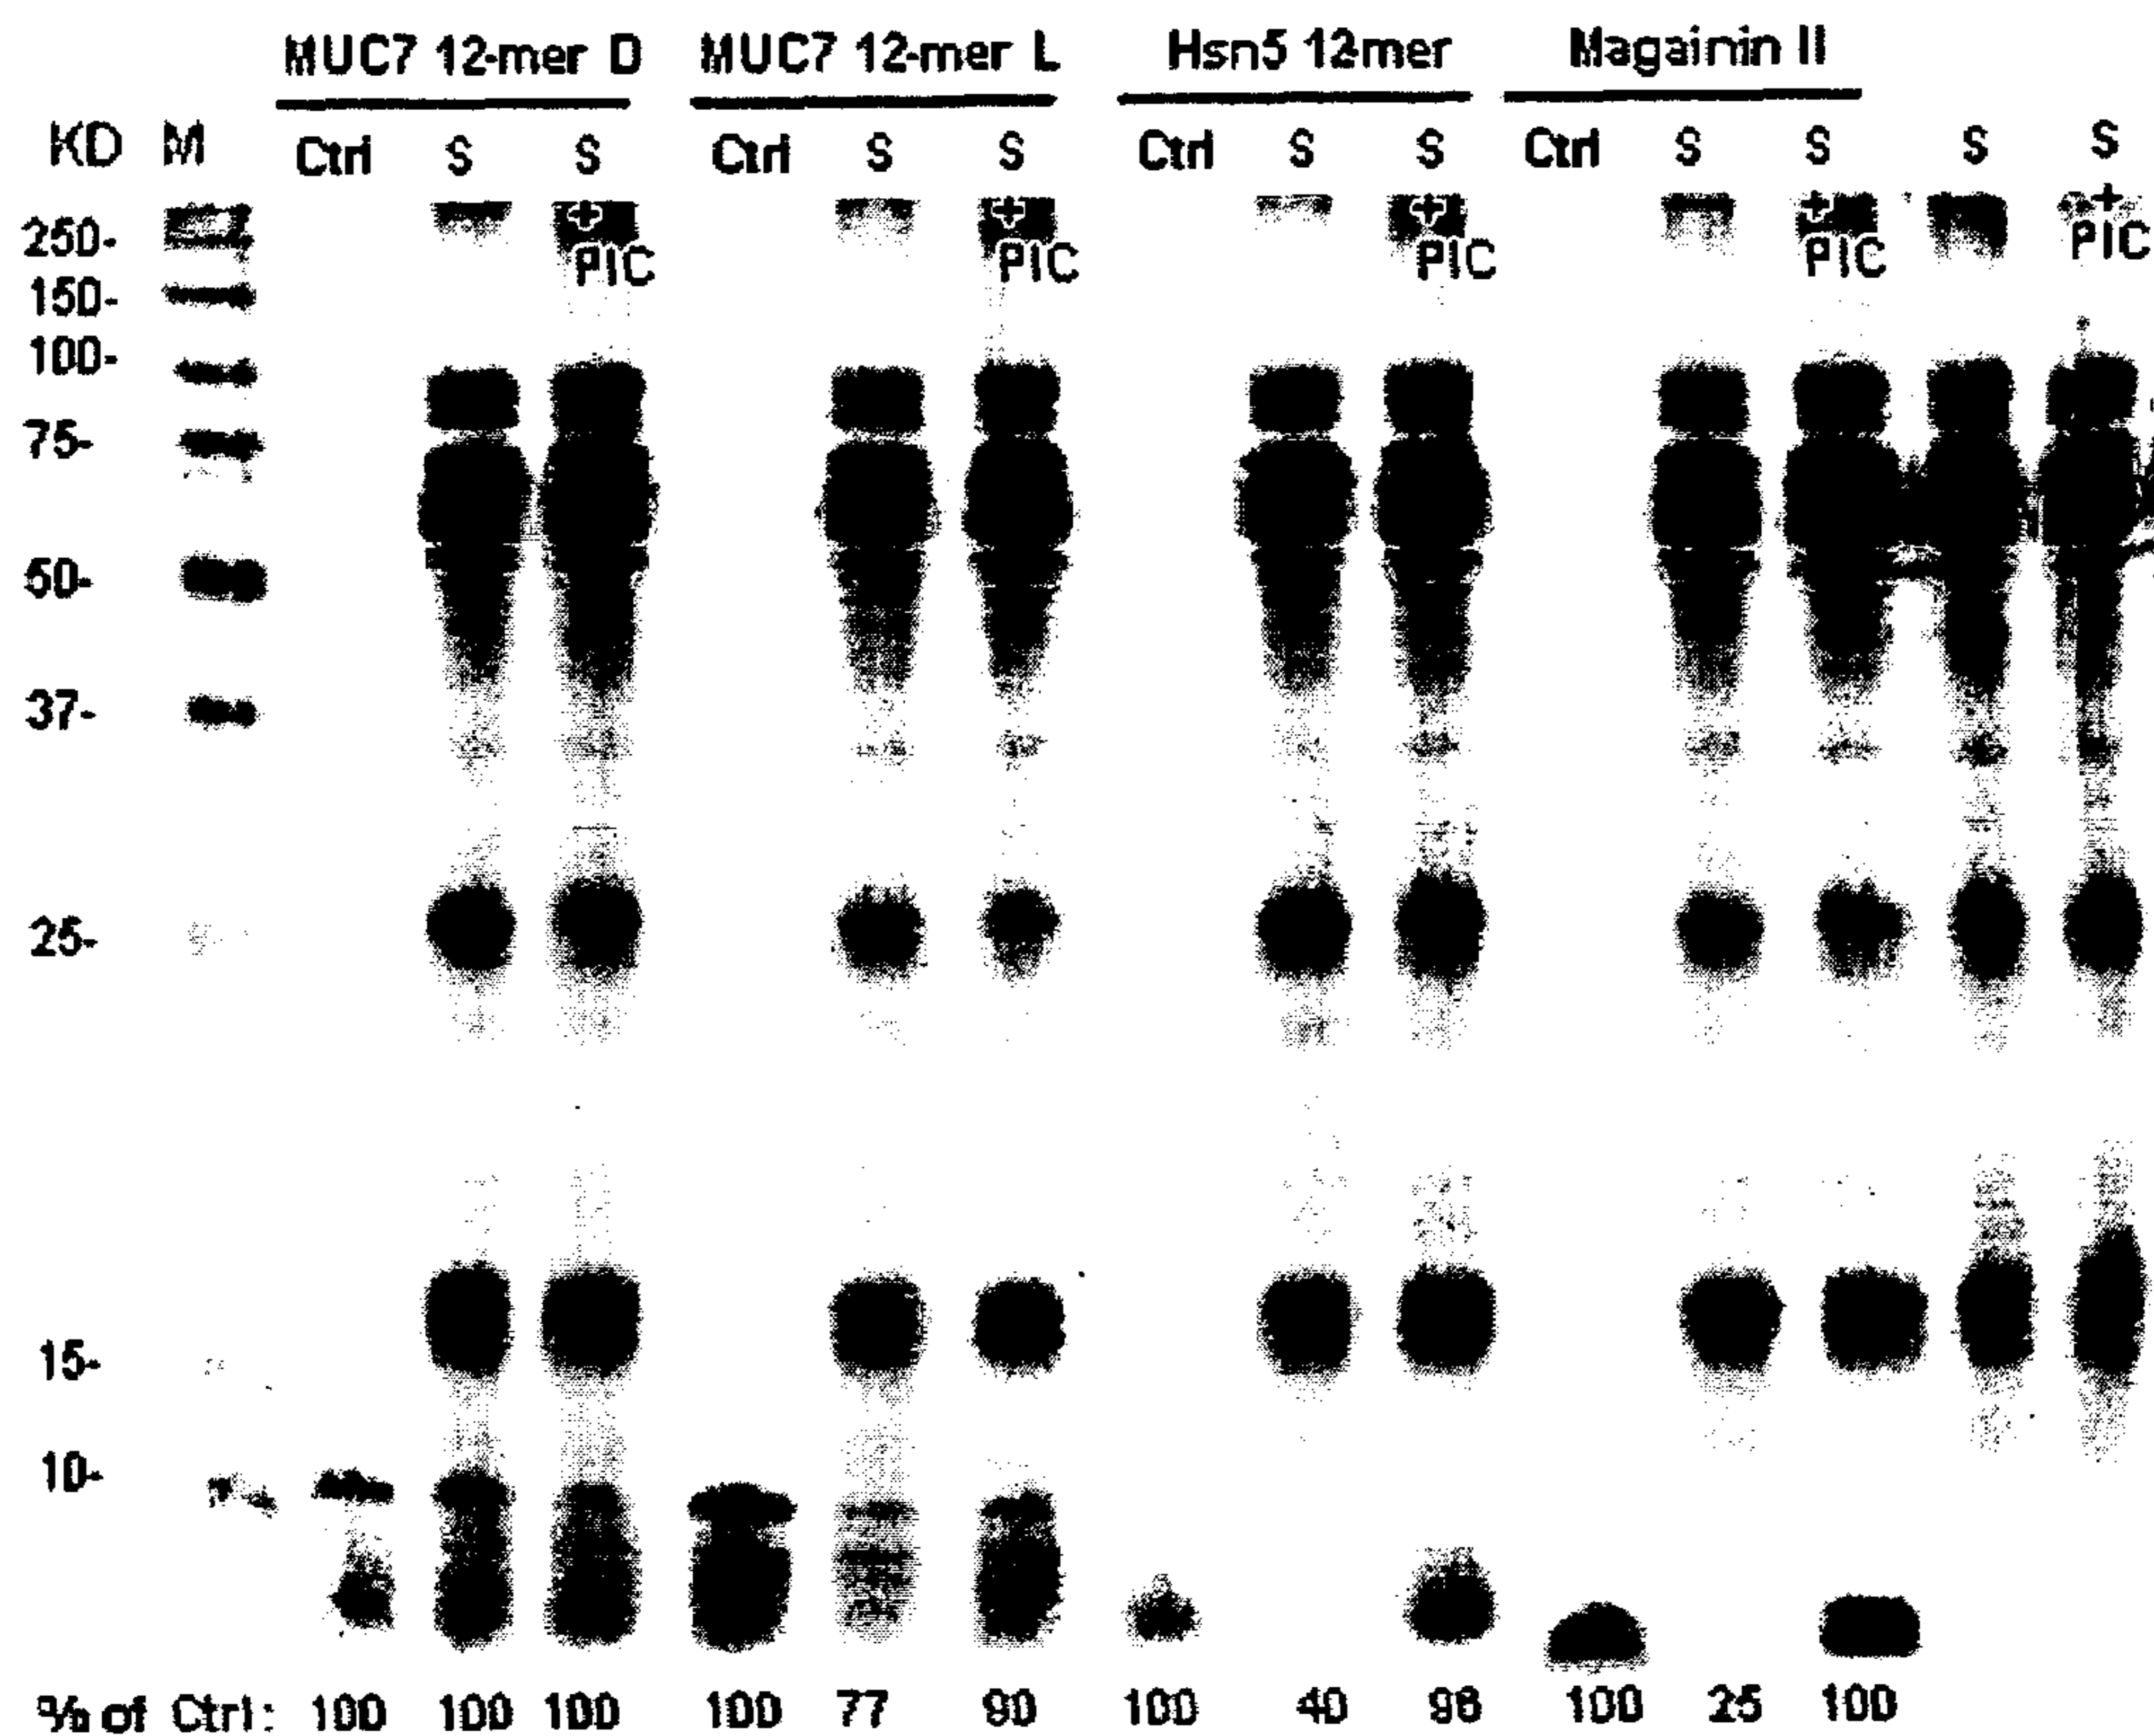 MUC7 12-mer D MUC7 12-mer L Hsn5 12-mer Magainin II
KD M Ctrl S S Ctrl S S Ctrl S S Ctrl S S S S
+ + + + +
PIC PIC PIC PIC PIC
250-
150-
100-
75-
50-
37-
25-
15-
10-
% of Ctrl: 100 100 100 100 77 90 100 40 98 100 25 100